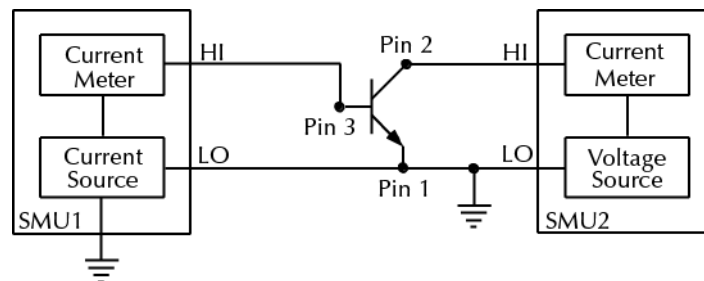 Current
Meter
HI
Pin 2
HI
Current
Meter
Pin 3
Current
Source
LO
Pin 1
LO
Voltage
Source
SMU1
SMU2